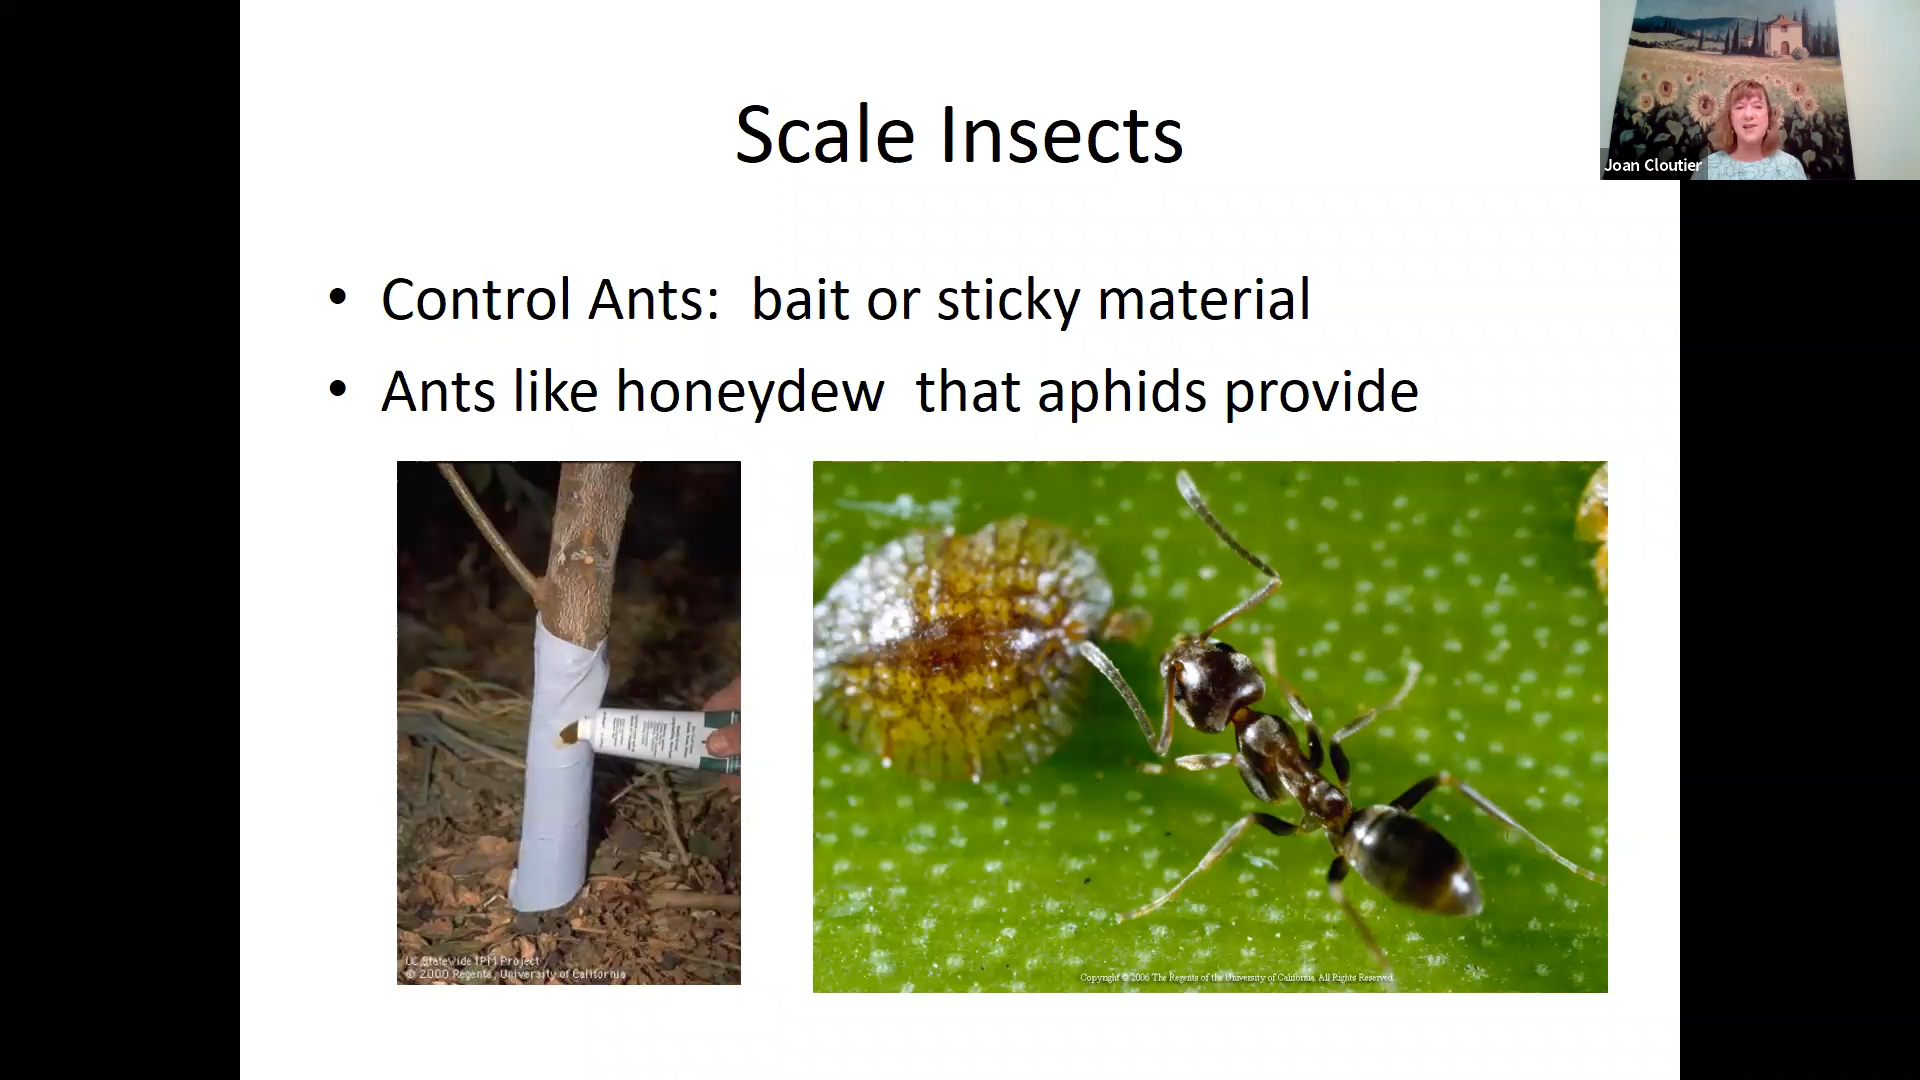 Scale Insects
Joan Cloutier
• Control Ants: bait or sticky material
• Ants like honeydew that aphids provide
UC Statewide IPM Project
© 2000 Regents, University of California
Copyright © 2006 The Regents of the University of California. All Rights Reserved.